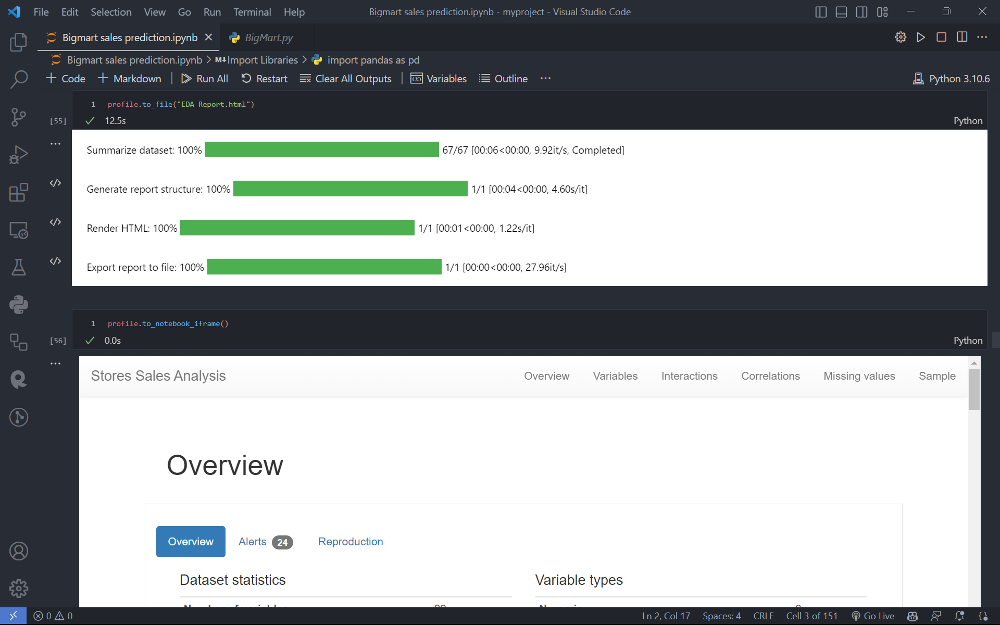 File Edit Selection View Go Run Terminal Help Bigmart sales prediction.ipynb - myproject - Visual Studio Code
Bigmart sales prediction.ipynb BigMart.py
Bigmart sales prediction.ipynb > M↓Import Libraries > import pandas as pd
+ Code + Markdown Run All Restart Clear All Outputs (x) Variables Outline ... Python 3.10.6
1 profile.to_file("EDA Report.html")
[55] 12.5s Python
Summarize dataset: 100% 67/67 [00:06<00:00, 9.92it/s, Completed]
Generate report structure: 100% 1/1 [00:04<00:00, 4.60s/it]
Render HTML: 100% 1/1 [00:01<00:00, 1.22s/it]
Export report to file: 100% 1/1 [00:00<00:00, 27.96it/s]
1 profile.to_notebook_iframe()
[56] 0.0s Python
Stores Sales Analysis Overview Variables Interactions Correlations Missing values Sample
Overview
Overview Alerts 24 Reproduction
Dataset statistics Variable types
Number of variables Numeric
0 0 Ln 2, Col 17 Spaces: 4 CRLF Cell 3 of 151 Go Live